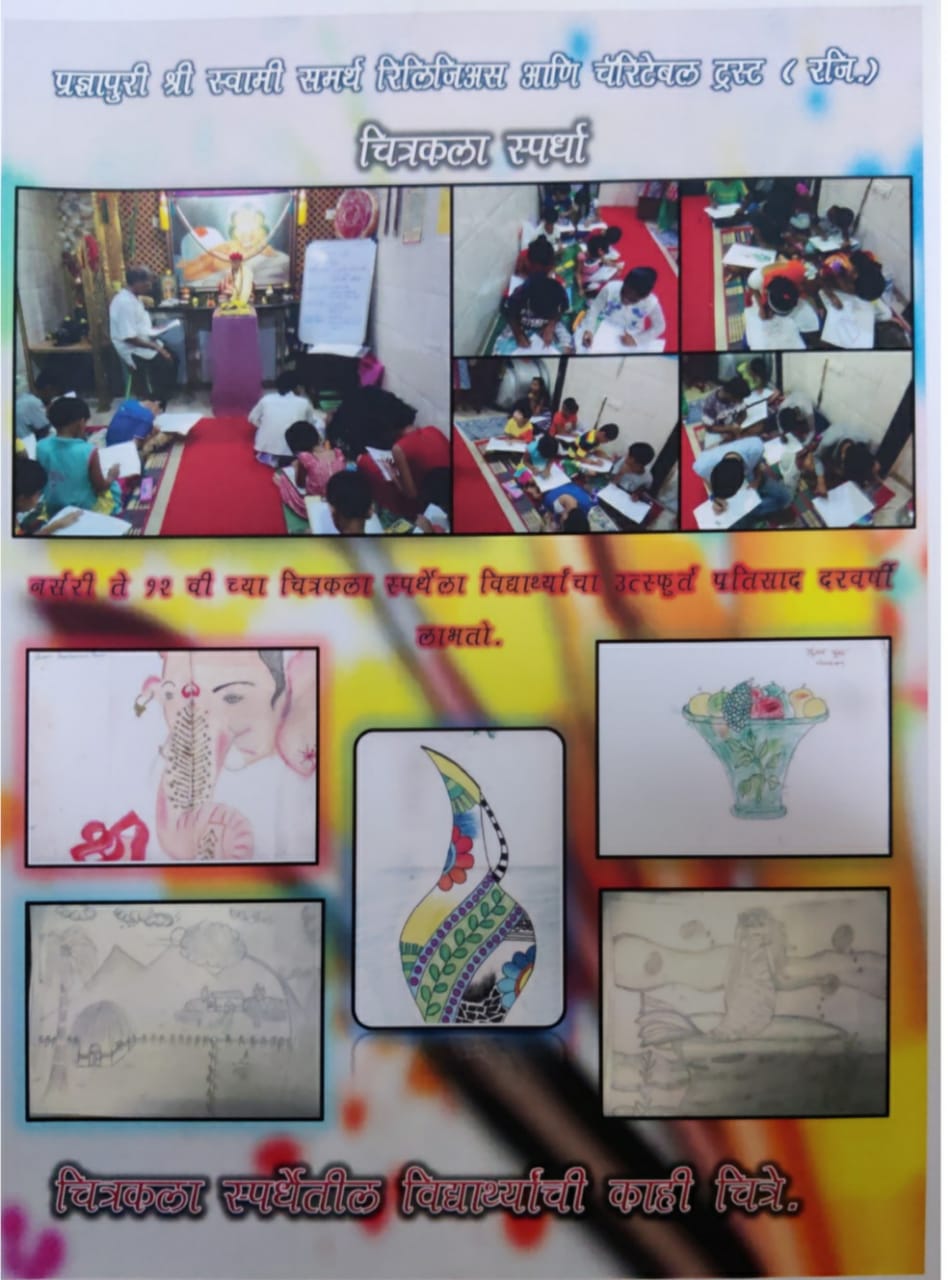 प्रज्ञापुरी श्री स्वामी समर्थ रिलिजिअस आणि चॅरिटेबल ट्रस्ट ( रजि.)
चित्रकला स्पर्धा
नर्सरी ते १२ वी च्या चित्रकला स्पर्धेला विद्यार्थ्यांचा उत्स्फुर्त प्रतिसाद दरवर्षी
लाभतो.
श्री
चित्रकला स्पर्धेतील विद्यार्थ्यांची काही चित्रे.